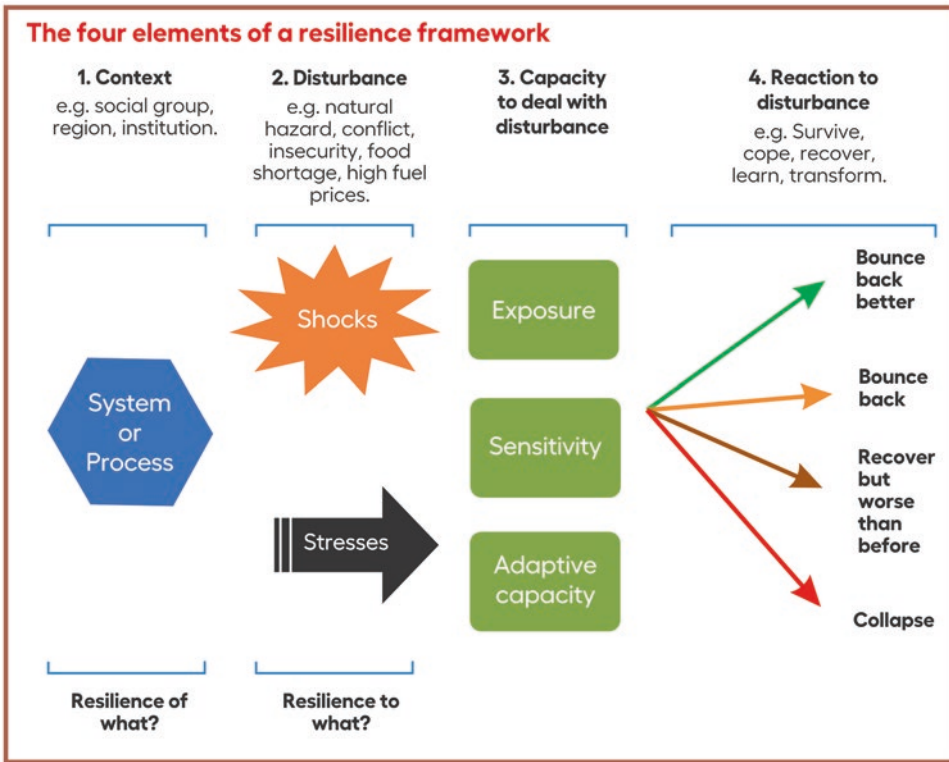 The four elements of a resilience framework
1. Context
e.g. social group,
region, institution.
2. Disturbance
e.g. natural
hazard, conflict,
insecurity, food
shortage, high fuel
prices.
3. Capacity
to deal with
disturbance
4. Reaction to
disturbance
e.g. Survive,
cope, recover,
learn, transform.
System
or
Process
Shocks
Stresses
Exposure
Sensitivity
Adaptive
capacity
Bounce
back
better
Bounce
back
Recover
but
worse
than
before
Collapse
Resilience of
what?
Resilience to
what?